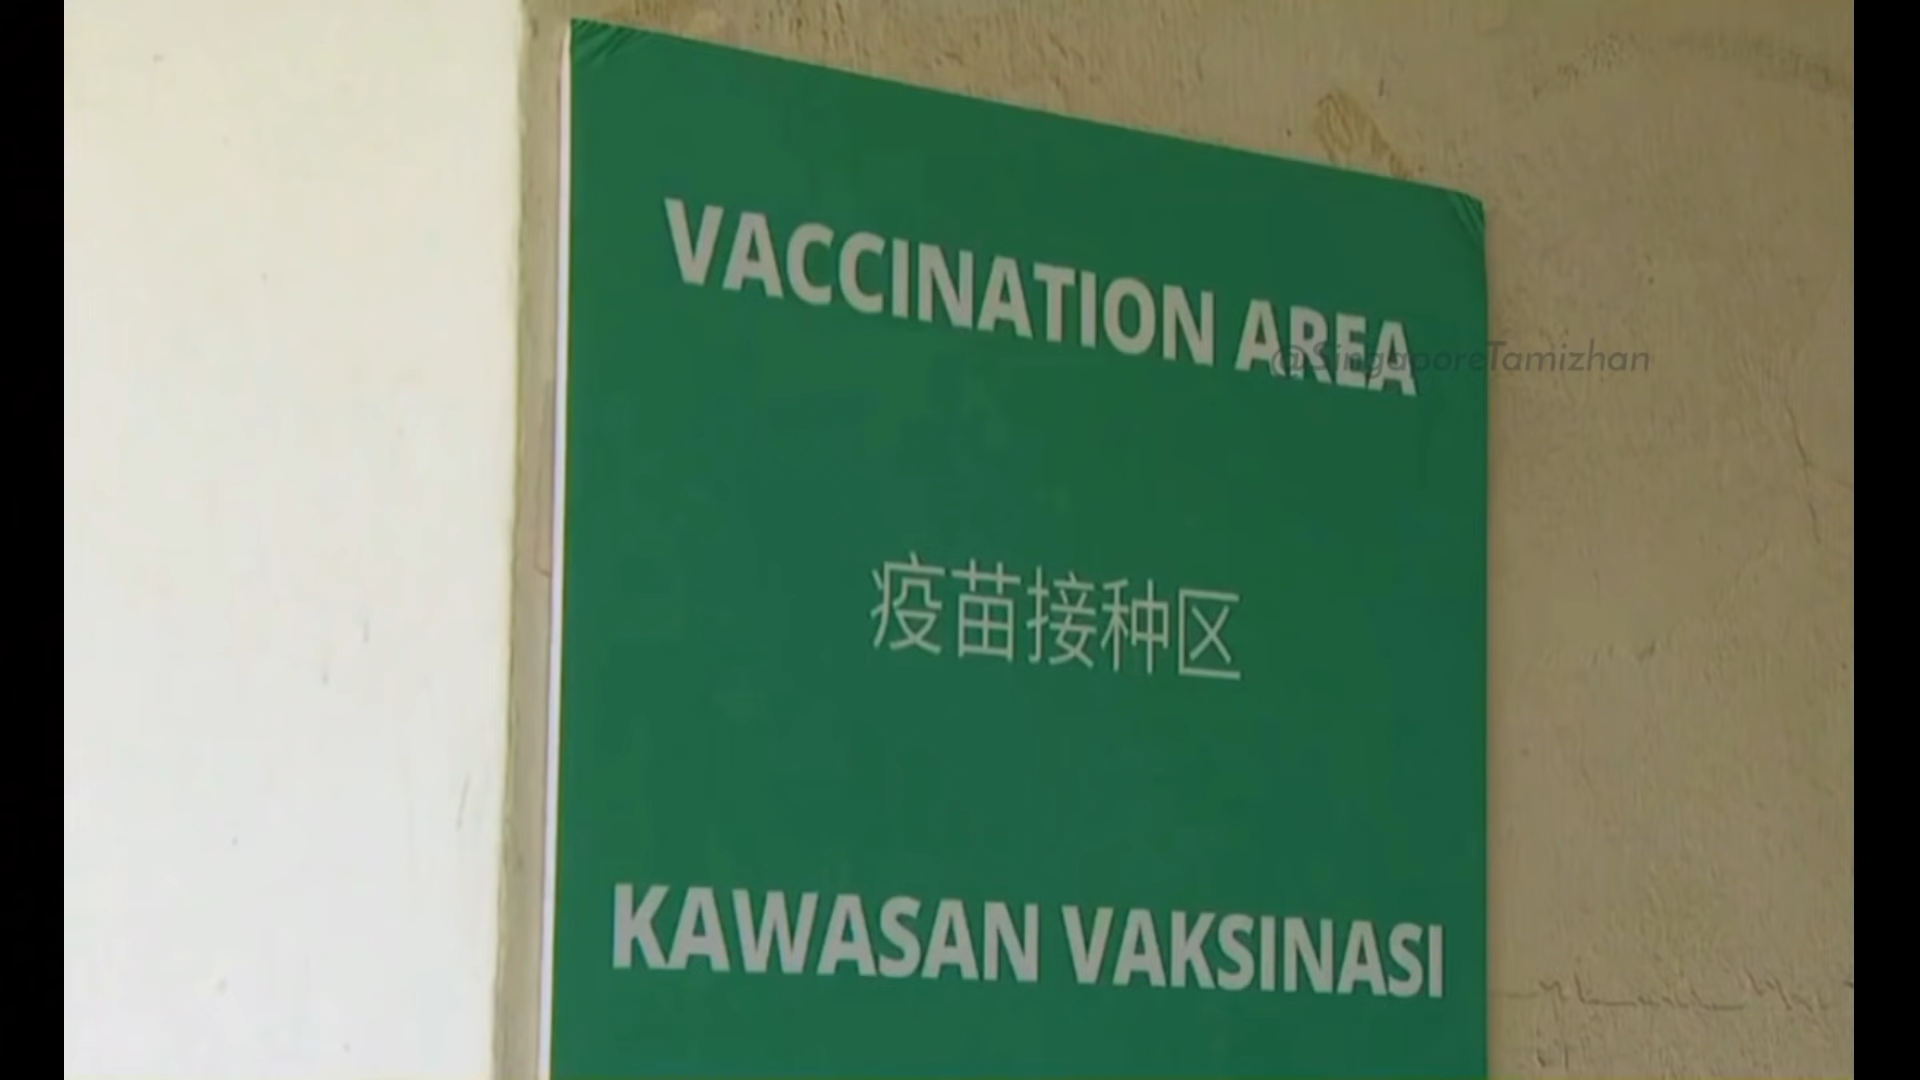 VACCINATION AREA
@SingaporeTamizhan
疫苗接种区
KAWASAN VAKSINASI